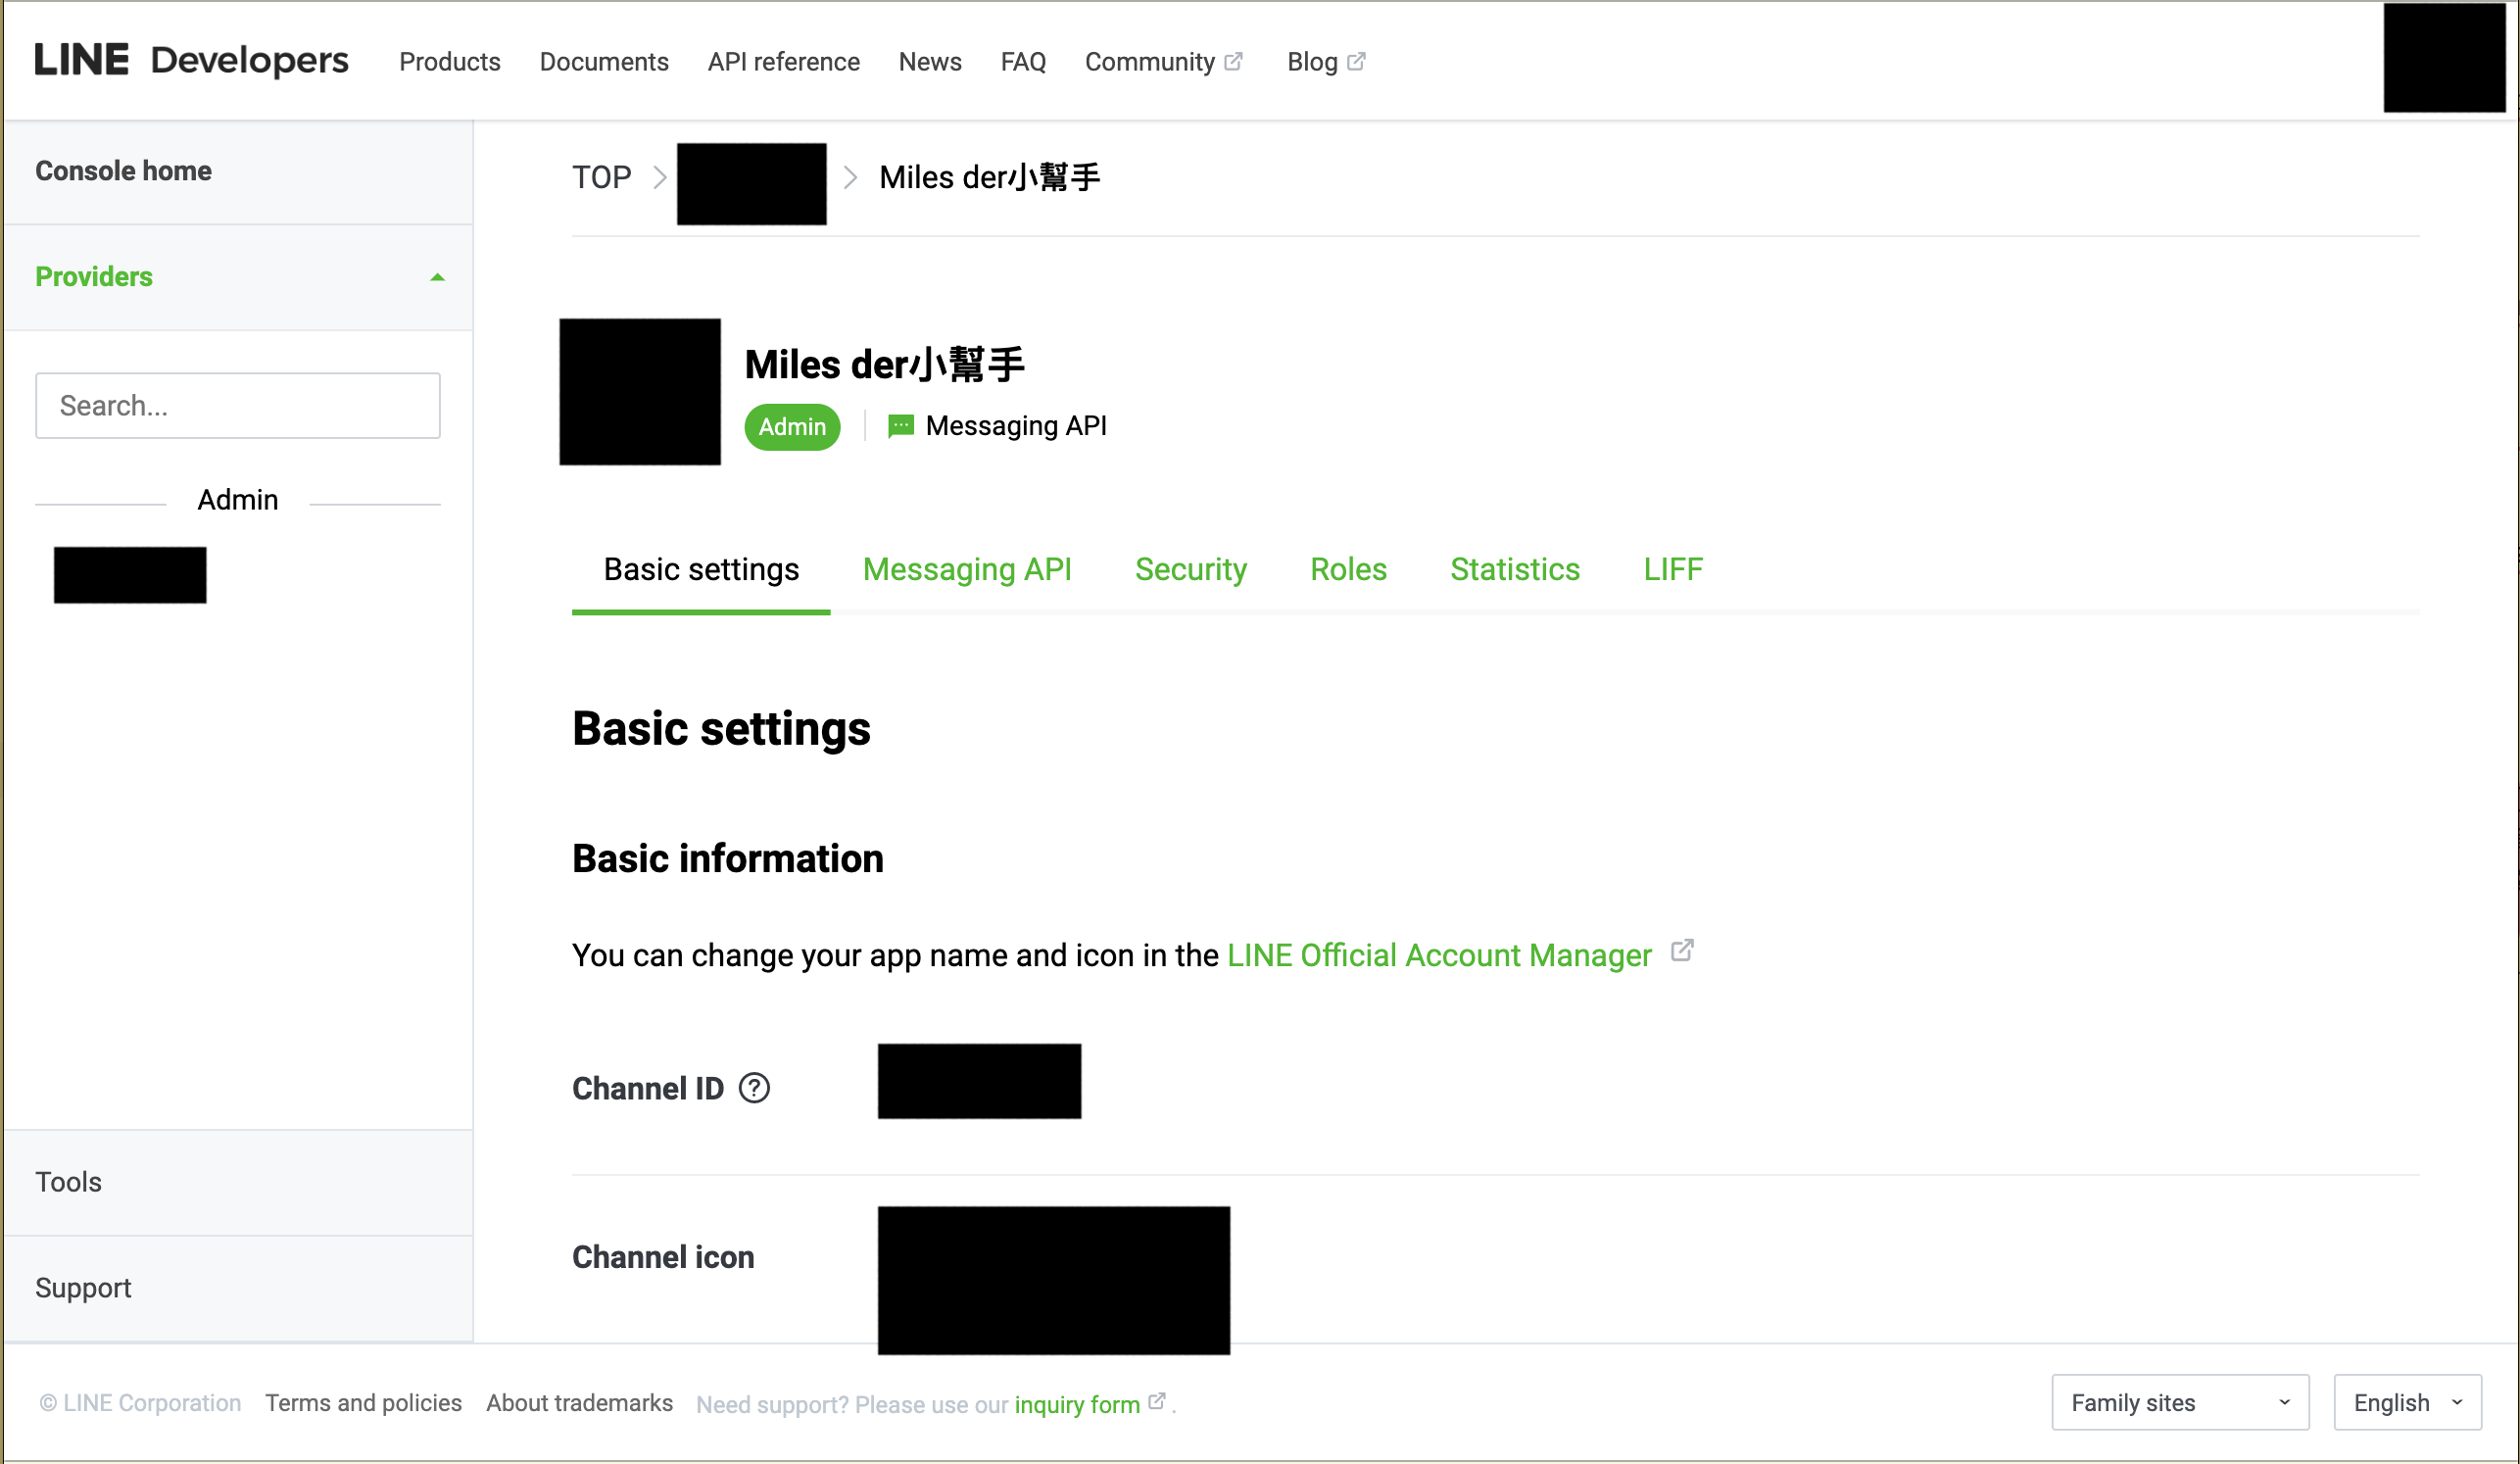 LINE Developers Products Documents API reference News FAQ Community Blog
Console home
Providers
Search...
Admin
Tools
Support
TOP > > Miles der小幫手
Miles der小幫手
Admin Messaging API
Basic settings Messaging API Security Roles Statistics LIFF
Basic settings
Basic information
You can change your app name and icon in the LINE Official Account Manager
Channel ID ?
Channel icon
© LINE Corporation Terms and policies About trademarks Need support? Please use our inquiry form . Family sites English